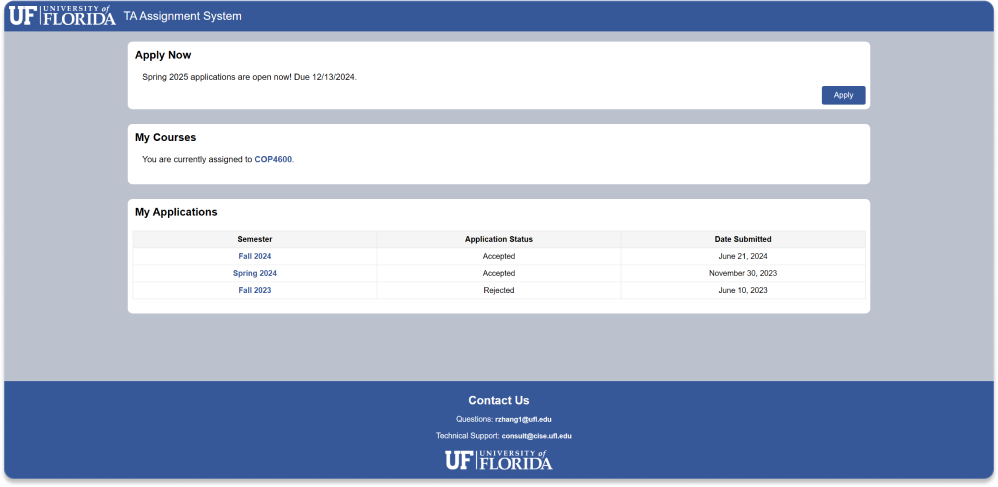 UF UNIVERSITY of FLORIDA TA Assignment System
Apply Now
Spring 2025 applications are open now! Due 12/13/2024.
Apply
My Courses
You are currently assigned to COP4600.
My Applications
Semester Application Status Date Submitted
Fall 2024 Accepted June 21, 2024
Spring 2024 Accepted November 30, 2023
Fall 2023 Rejected June 10, 2023
Contact Us
Questions: rzhang1@ufl.edu
Technical Support: consult@cise.ufl.edu
UF UNIVERSITY of FLORIDA